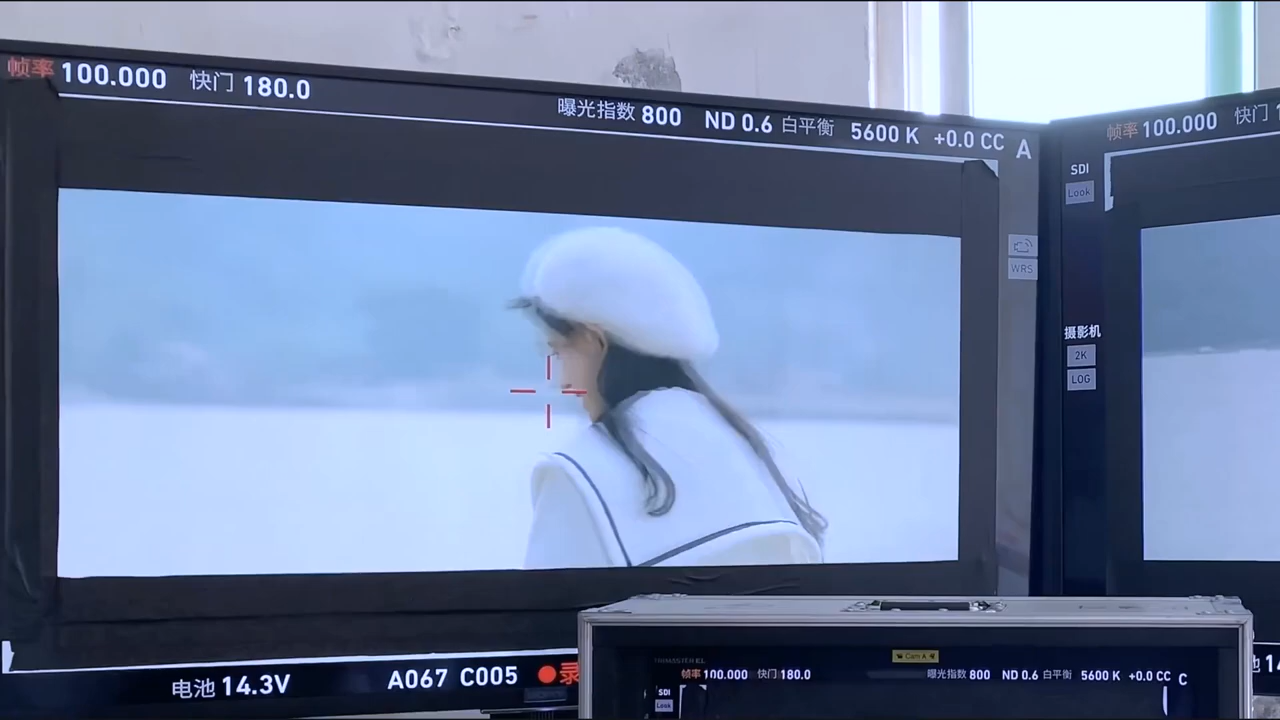 帧率 100.000 快门 180.0 曝光指数 800 ND 0.6 白平衡 5600 K +0.0 CC A
WRS
电池 14.3V A067 C005 录
帧率 100.000 快门
SDI
Look
摄影机
2K
LOG
Cam A
帧率 100.000 快门 180.0 曝光指数 800 ND 0.6 白平衡 5600 K +0.0 CC C
SDI
Look